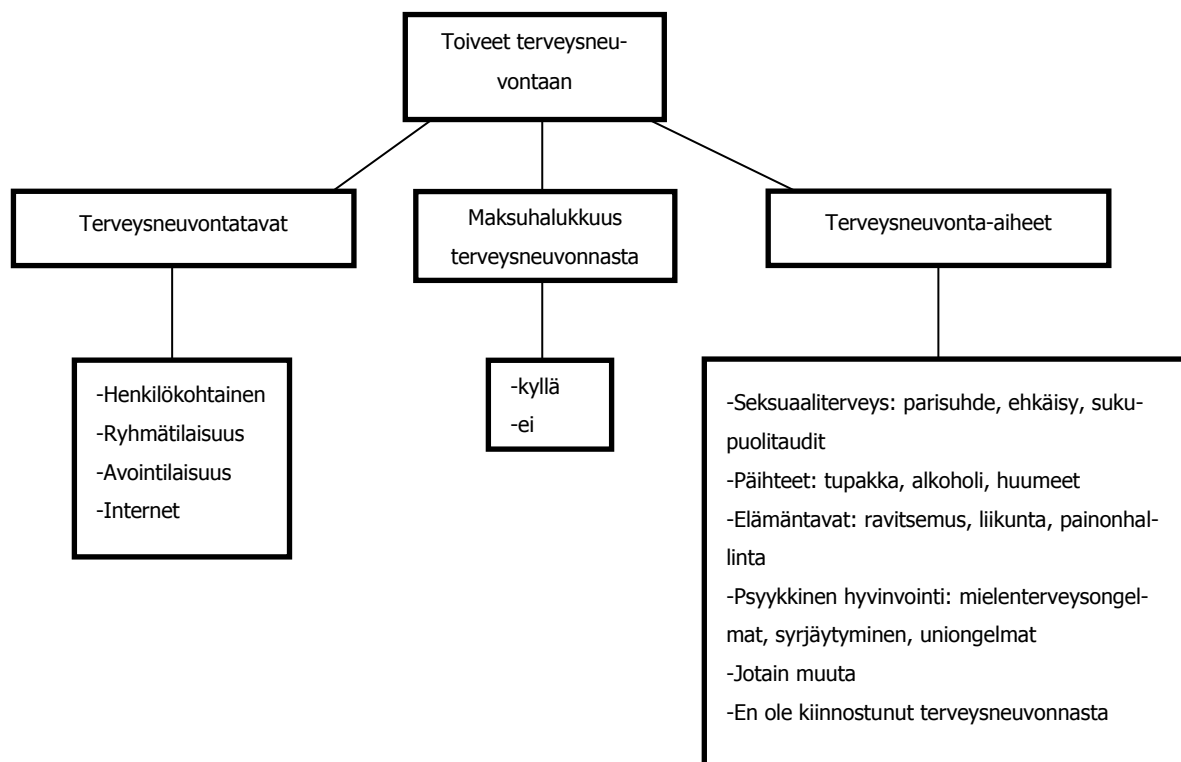 Toiveet terveysneu-
vontaan
Terveysneuvontatavat
Maksuhalukkuus
terveysneuvonnasta
Terveysneuvonta-aiheet
-Henkilökohtainen
-Ryhmätilaisuus
-Avointilaisuus
-Internet
-kyllä
-ei
-Seksuaaliterveys: parisuhde, ehkäisy, suku-
puolitaudit
-Päihteet: tupakka, alkoholi, huumeet
-Elämäntavat: ravitsemus, liikunta, painonhal-
linta
-Psyykkinen hyvinvointi: mielenterveysongel-
mat, syrjäytyminen, uniongelmat
-Jotain muuta
-En ole kiinnostunut terveysneuvonnasta